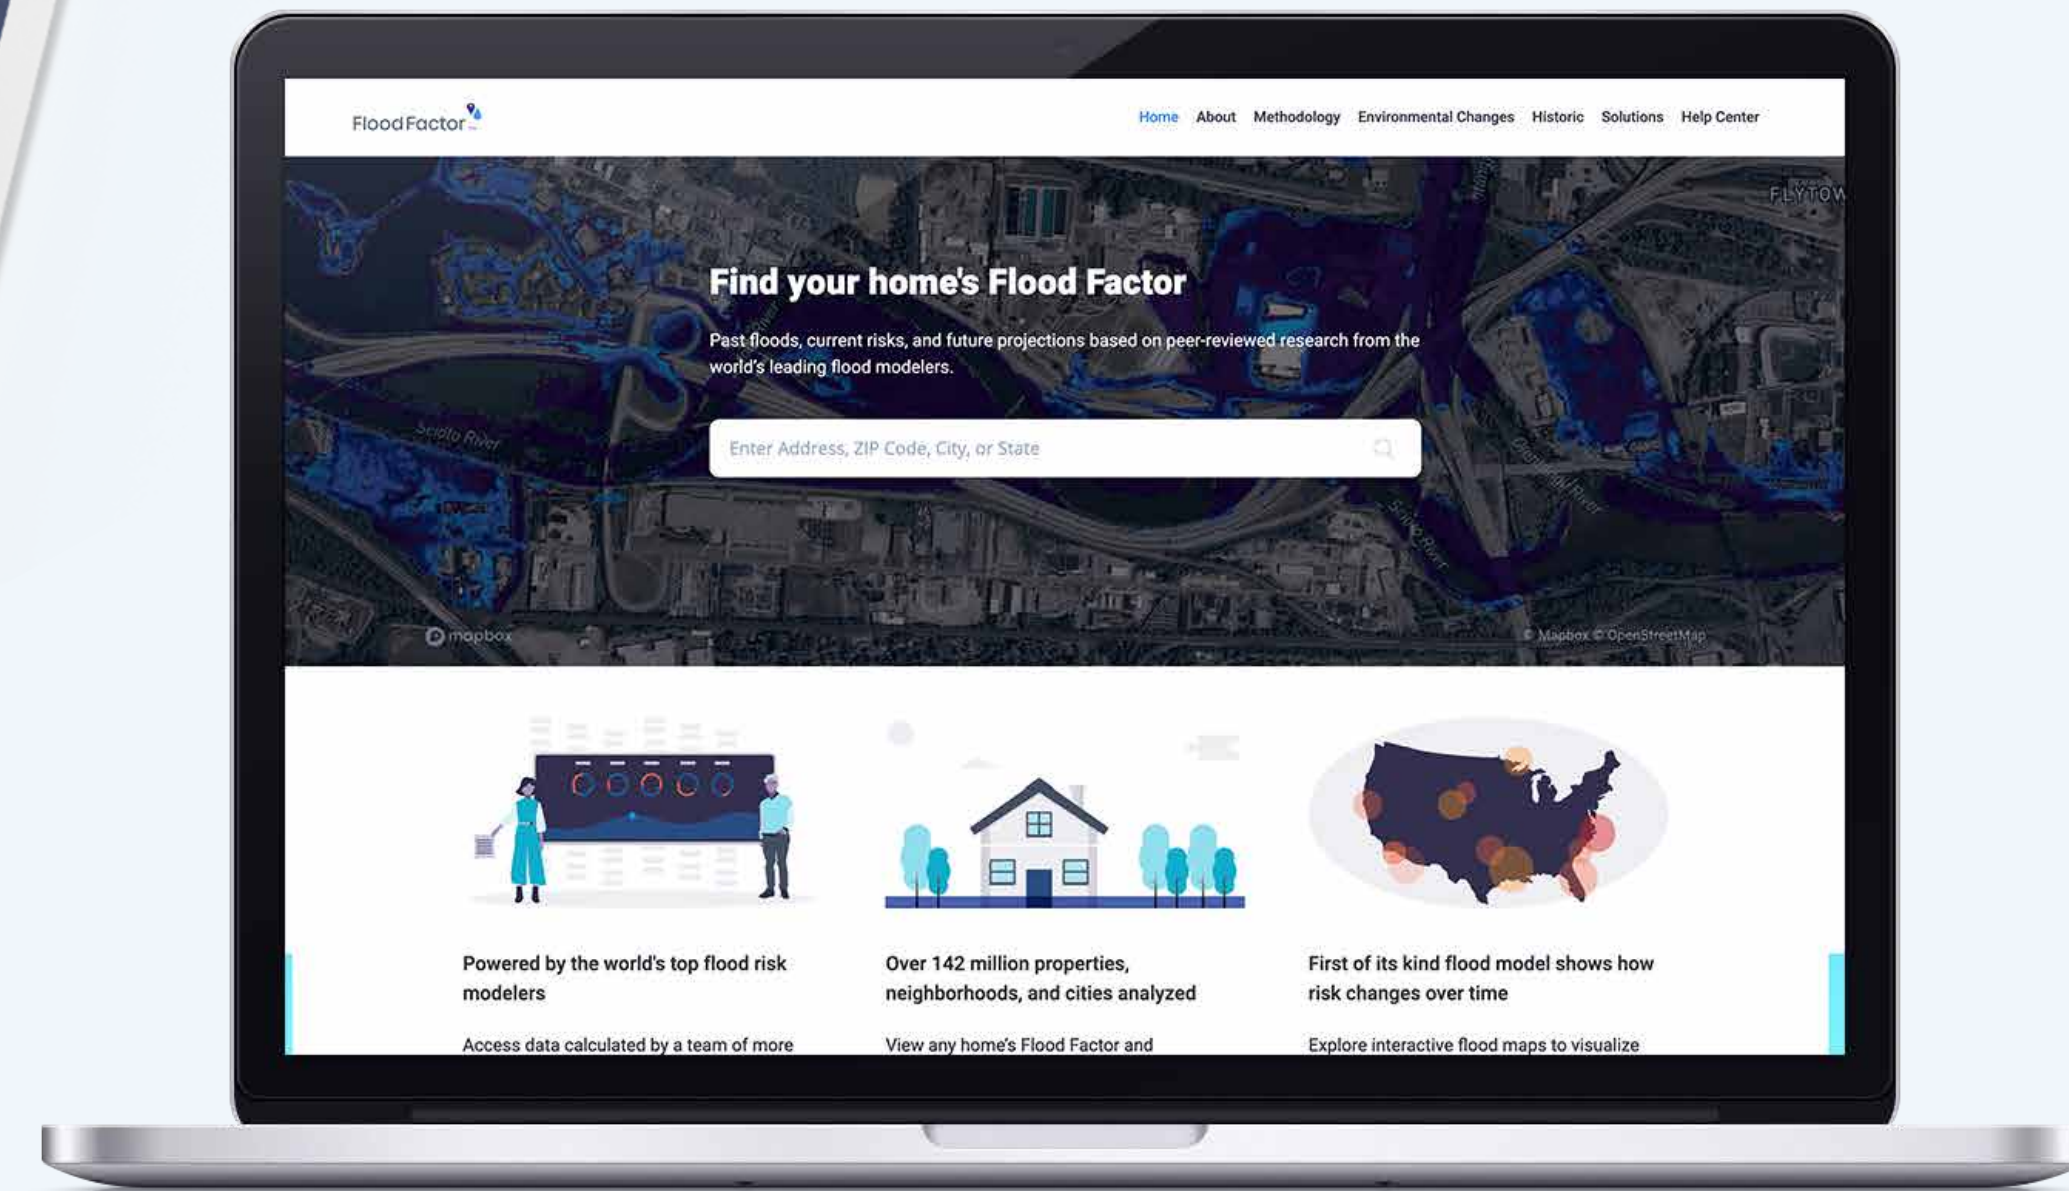 FloodFactor
Home About Methodology Environmental Changes Historic Solutions Help Center
FLYTOW
Find your home's Flood Factor
Past floods, current risks, and future projections based on peer-reviewed research from the
world's leading flood modelers.
Scioto River
Enter Address, ZIP Code, City, or State
Scioto River
mapbox
© Mapbox © OpenStreetMap
Powered by the world's top flood risk
modelers
Access data calculated by a team of more
Over 142 million properties,
neighborhoods, and cities analyzed
View any home's Flood Factor and
First of its kind flood model shows how
risk changes over time
Explore interactive flood maps to visualize